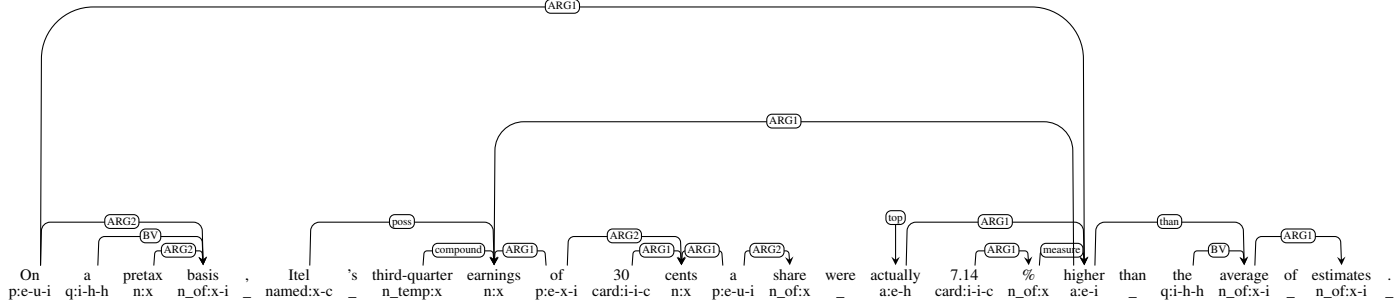 ARG1
ARG1
ARG2 poss top ARG1 than
BV ARG2 BV ARG1
ARG2 compound ARG1 ARG1 ARG1 ARG2 ARG1 measure
On a pretax basis , Itel 's third-quarter earnings of 30 cents a share were actually 7.14 % higher than the average of estimates .
p:e-u-i q:i-h-h n:x n_of:x-i _ named:x-c _ n_temp:x n:x p:e-x-i card:i-i-c n:x p:e-u-i n_of:x _ a:e-h card:i-i-c n_of:x a:e-i _ q:i-h-h n_of:x-i _ n_of:x-i _